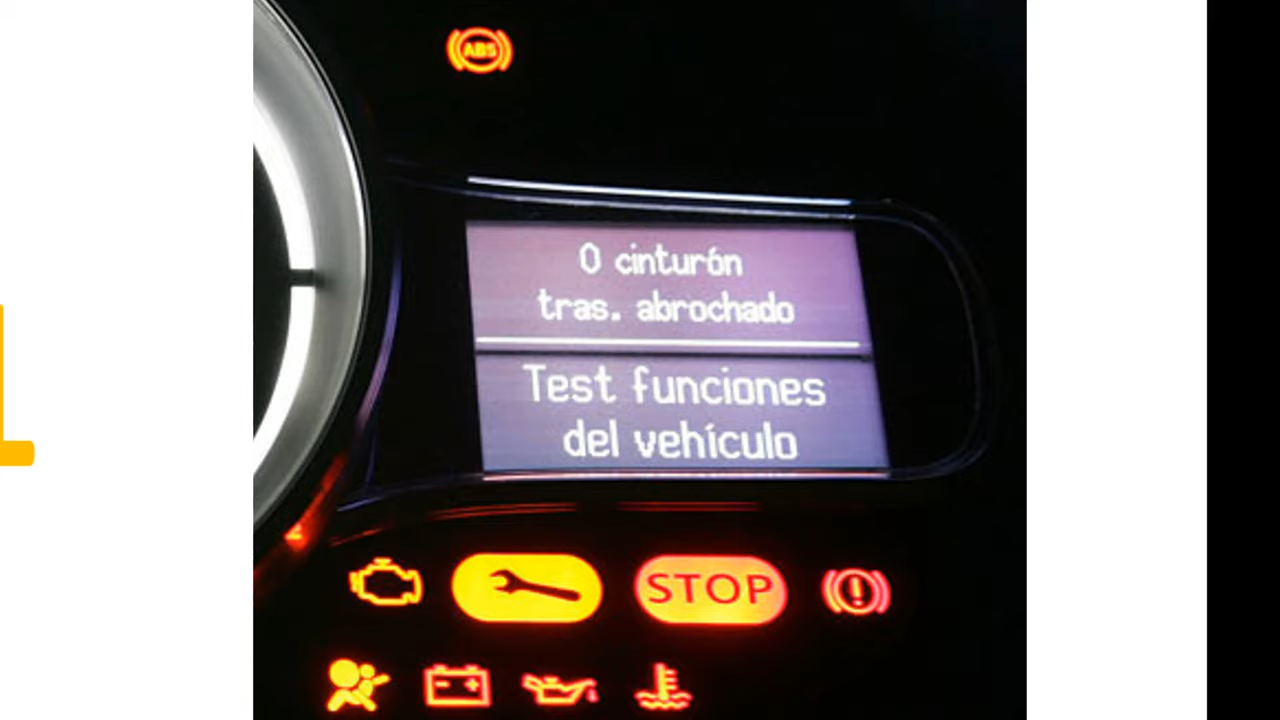 ABS
0 cinturón
tras. abrochado
Test funciones
del vehículo
STOP